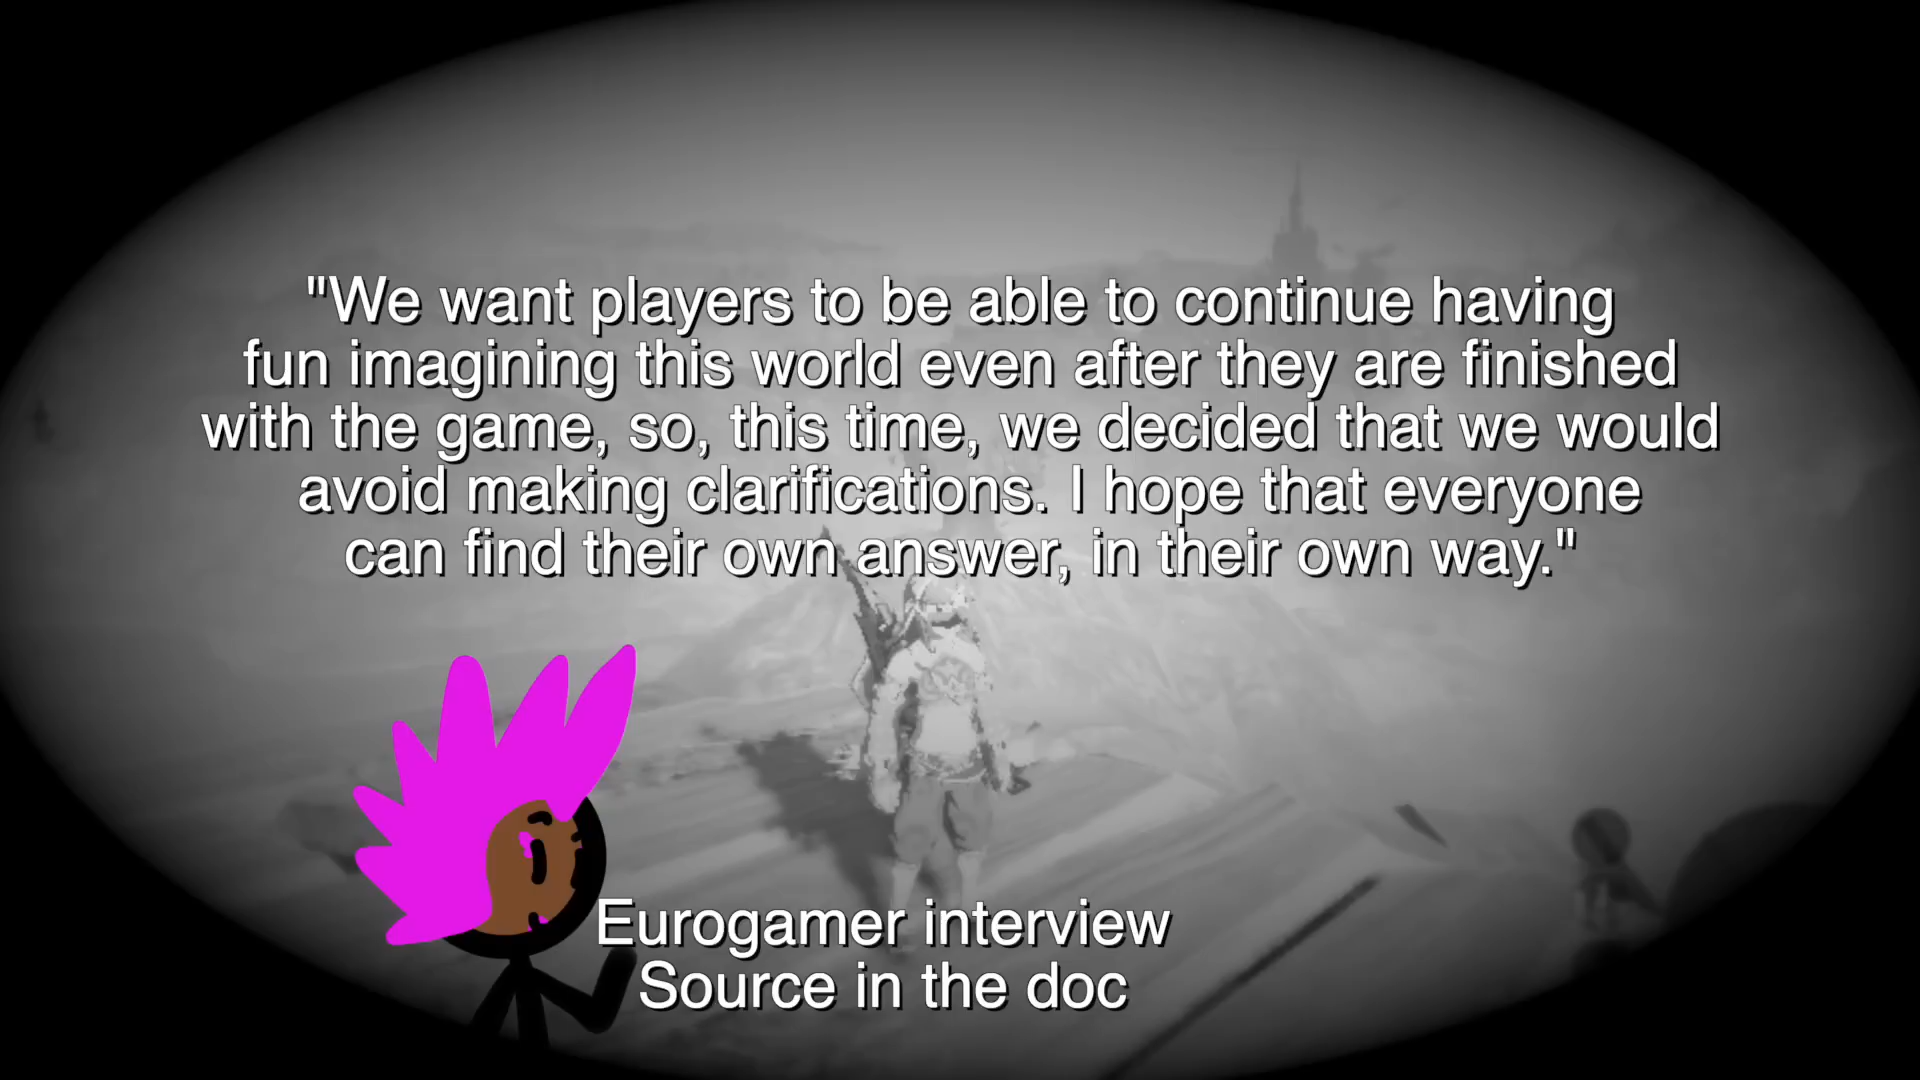 "We want players to be able to continue having
fun imagining this world even after they are finished
with the game, so, this time, we decided that we would
avoid making clarifications. I hope that everyone
can find their own answer, in their own way."
Eurogamer interview
Source in the doc